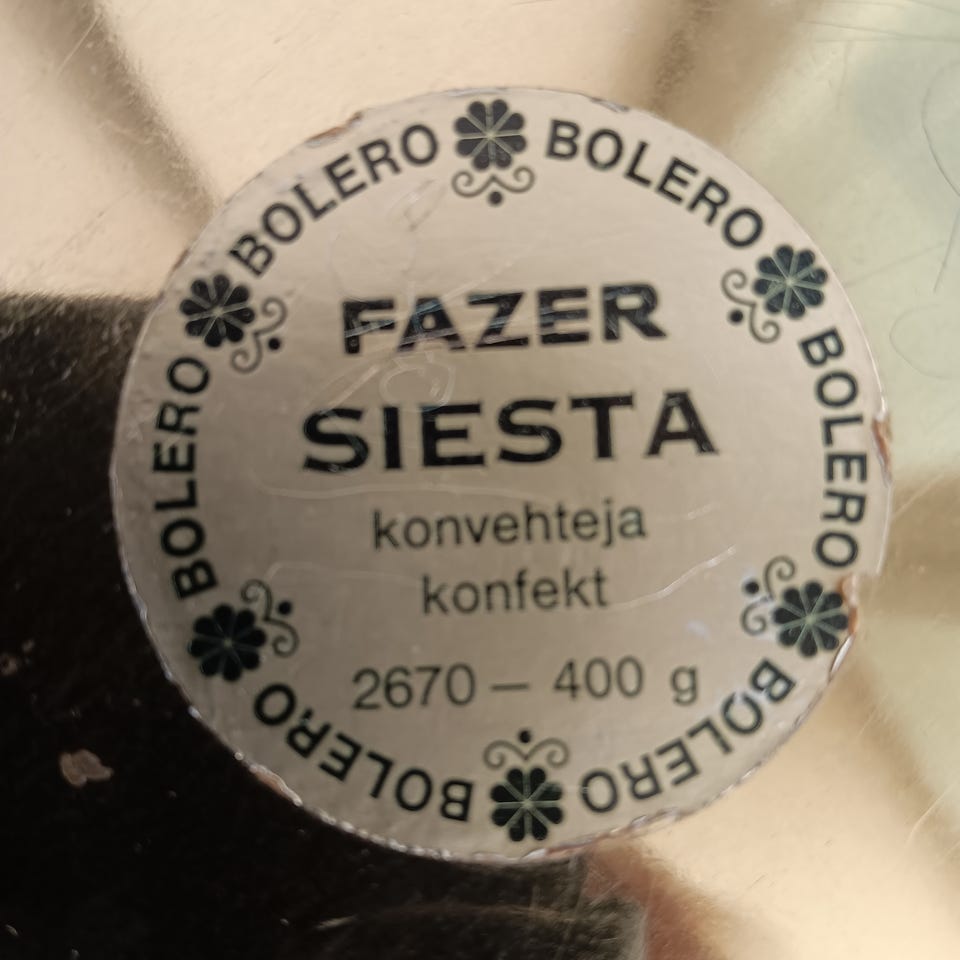 BOLERO BOLERO BOLERO BOLERO BOLERO BOLERO
FAZER
SIESTA
konvehteja
konfekt
2670 — 400 g